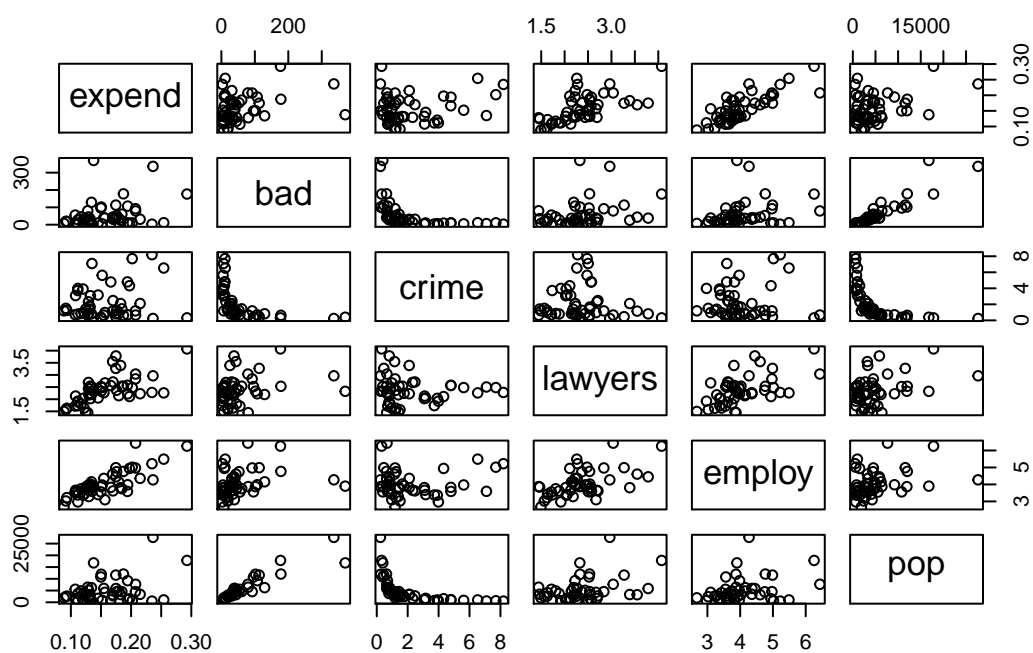 0 200 1.5 3.0 0 15000
expend 0.10 0.30
0 300 bad
crime 0 4 8
1.5 3.5 lawyers
employ 3 5
0 25000 pop
0.10 0.20 0.30 0 2 4 6 8 3 4 5 6